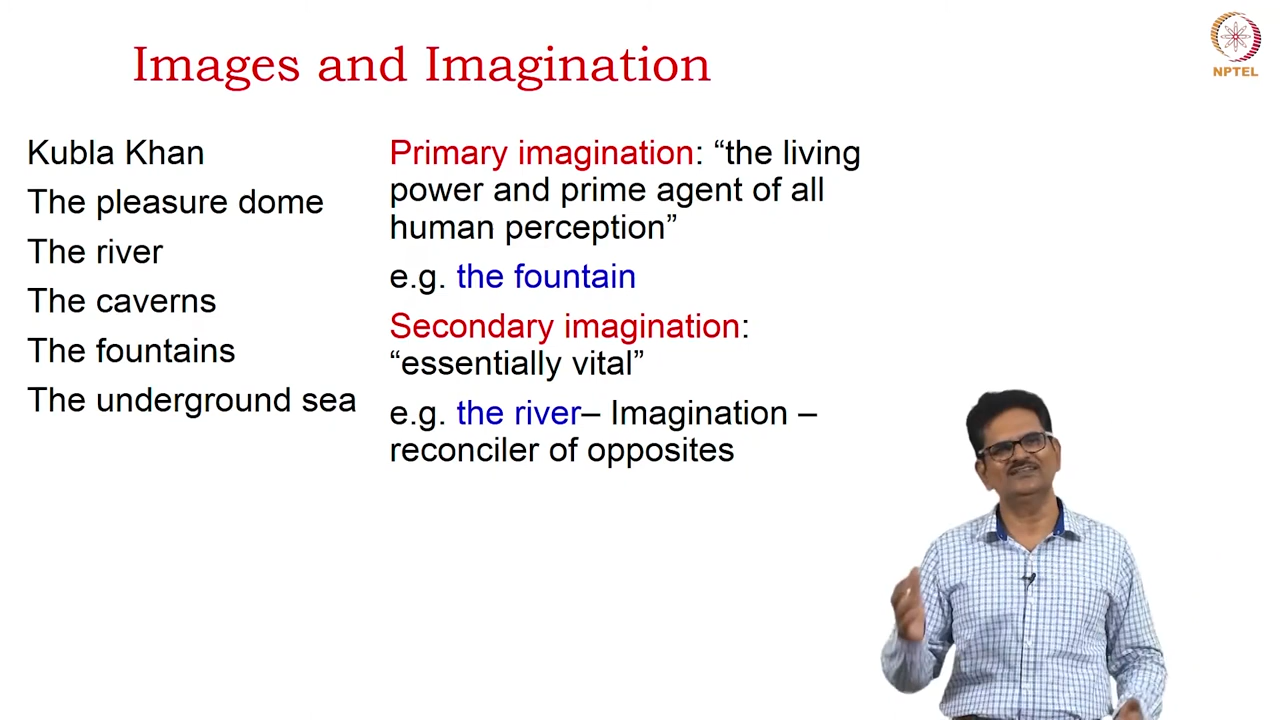 Images and Imagination
NPTEL
Kubla Khan
The pleasure dome
The river
The caverns
The fountains
The underground sea
Primary imagination: “the living
power and prime agent of all
human perception”
e.g. the fountain
Secondary imagination:
“essentially vital”
e.g. the river– Imagination –
reconciler of opposites